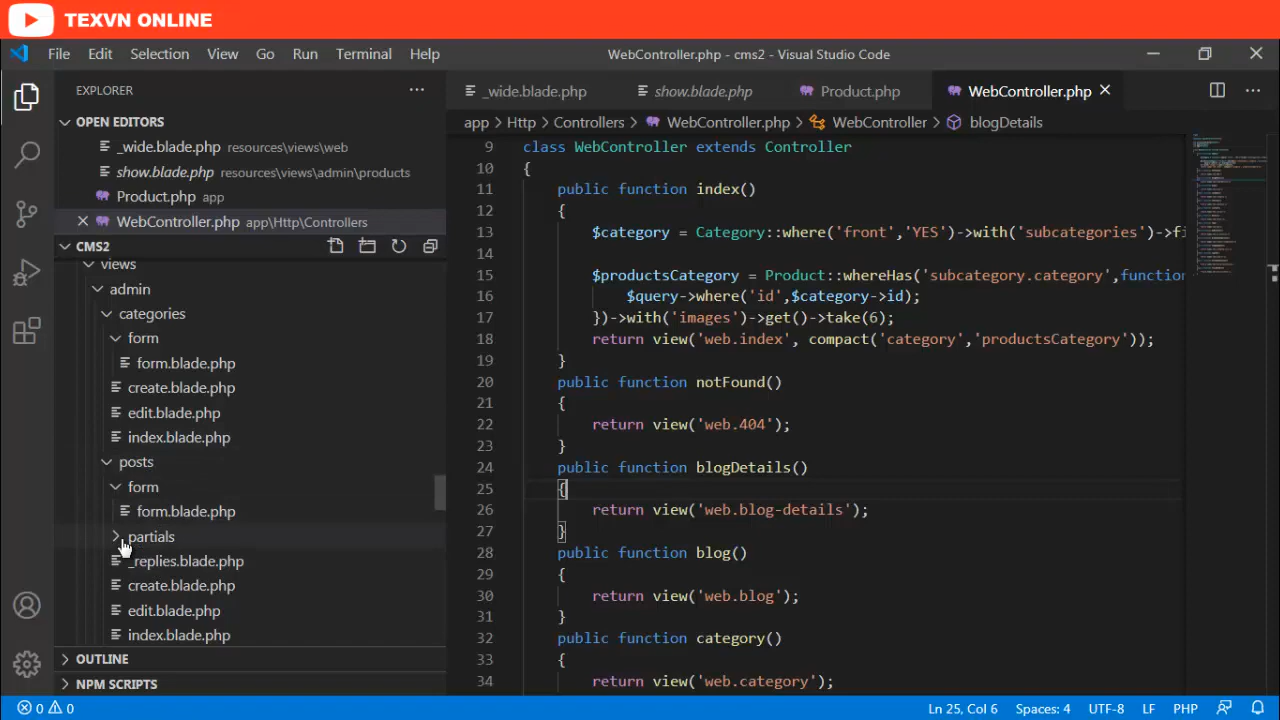 TEXVN ONLINE
File Edit Selection View Go Run Terminal Help
WebController.php - cms2 - Visual Studio Code
EXPLORER
OPEN EDITORS
_wide.blade.php resources\views\web
show.blade.php resources\views\admin\products
Product.php app
WebController.php app\Http\Controllers
CMS2
views
admin
categories
form
form.blade.php
create.blade.php
edit.blade.php
index.blade.php
posts
form
form.blade.php
partials
_replies.blade.php
create.blade.php
edit.blade.php
index.blade.php
OUTLINE
NPM SCRIPTS
_wide.blade.php show.blade.php Product.php WebController.php
app > Http > Controllers > WebController.php > WebController > blogDetails
9 class WebController extends Controller
10
11 public function index()
12 {
13 $category = Category::where('front','YES')->with('subcategories')->fi
14
15 $productsCategory = Product::whereHas('subcategory.category',function
16 $query->where('id',$category->id);
17 })->with('images')->get()->take(6);
18 return view('web.index', compact('category','productsCategory'));
19 }
20 public function notFound()
21 {
22 return view('web.404');
23 }
24 public function blogDetails()
25 {
26 return view('web.blog-details');
27 }
28 public function blog()
29 {
30 return view('web.blog');
31 }
32 public function category()
33 {
34 return view('web.category');
0 0
Ln 25, Col 6 Spaces: 4 UTF-8 LF PHP